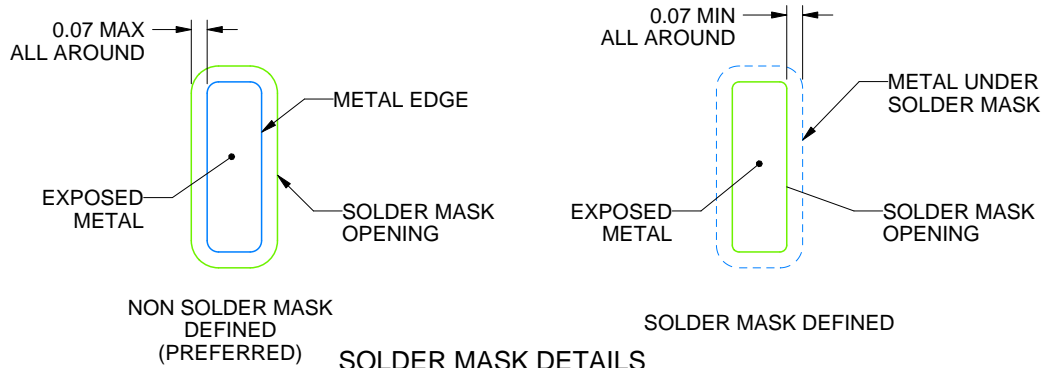 0.07 MAX
ALL AROUND
METAL EDGE
EXPOSED
METAL
SOLDER MASK
OPENING
NON SOLDER MASK
DEFINED
(PREFERRED)
0.07 MIN
ALL AROUND
METAL UNDER
SOLDER MASK
EXPOSED
METAL
SOLDER MASK
OPENING
SOLDER MASK DEFINED
SOLDER MASK DETAILS